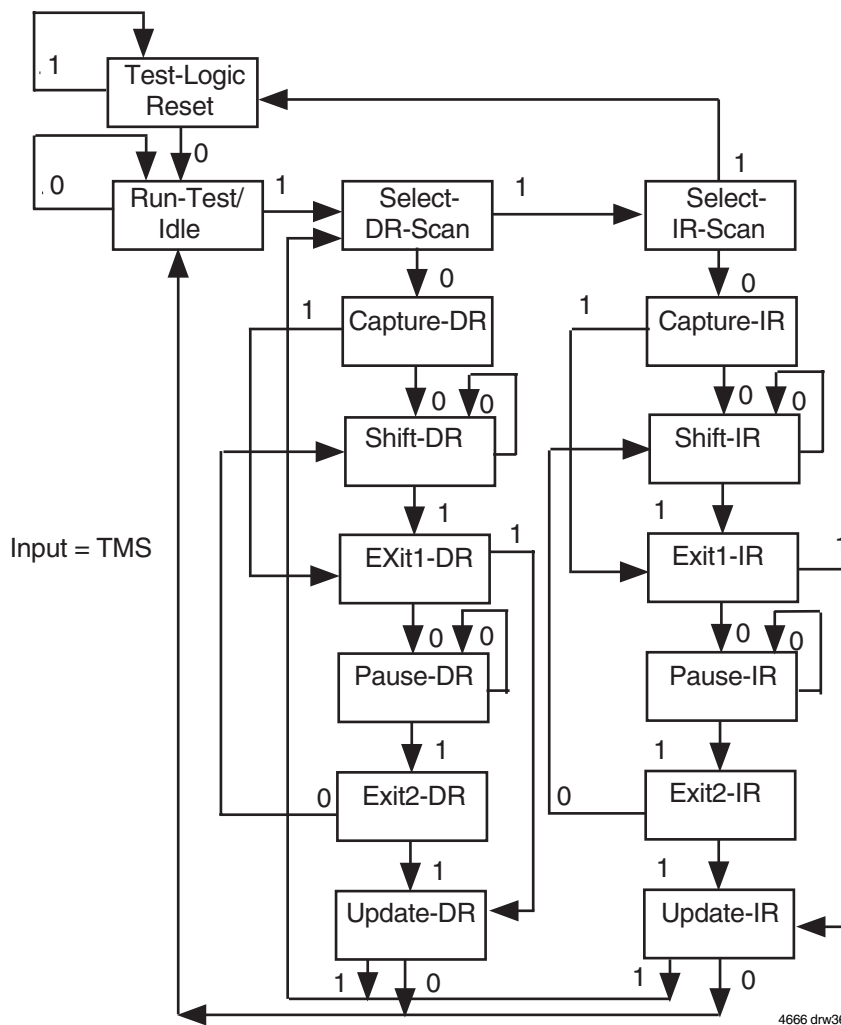 1
Test-Logic
Reset
0
1
0
Run-Test/
Idle
1
Select-
DR-Scan
1
Select-
IR-Scan
0
0
1
Capture-DR
1
Capture-IR
0
0
0
0
Shift-DR
Shift-IR
1
1
Input = TMS
EXit1-DR
1
Exit1-IR
1
0
0
0
0
Pause-DR
Pause-IR
1
1
0
Exit2-DR
0
Exit2-IR
1
1
Update-DR
Update-IR
1
0
1
0
4666 drw36